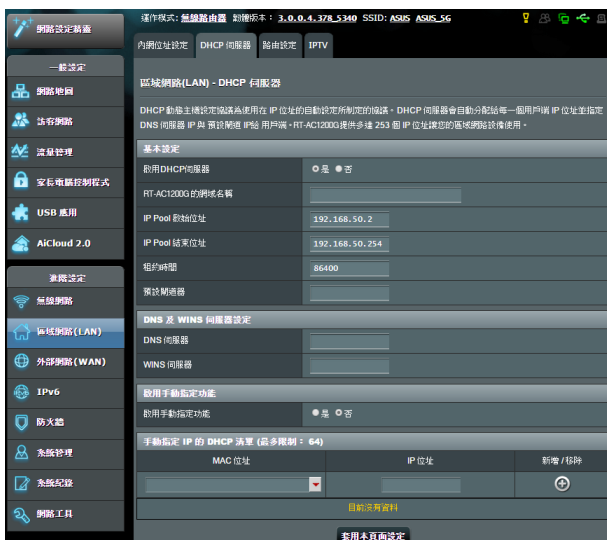 網路設定精靈
運作模式: 無線路由器 韌體版本: 3.0.0.4.378_5340 SSID: ASUS ASUS_5G
內網位址設定 DHCP 伺服器 路由設定 IPTV
一般設定
網路地圖
訪客網路
流量管理
家長電腦控制程式
USB 應用
AiCloud 2.0
進階設定
無線網路
區域網路(LAN)
外部網路(WAN)
IPv6
防火牆
系統管理
系統紀錄
網路工具
區域網路(LAN) - DHCP 伺服器
DHCP 動態主機設定協議為使用在 IP 位址的自動設定所制定的協議。DHCP 伺服器會自動分配給每一個用戶端 IP 位址並指定
DNS 伺服器 IP 與 預設閘道 IP給 用戶端。RT-AC1200G提供多達 253 個 IP 位址讓您的區域網路設備使用。
基本設定
啟用DHCP伺服器 是 否
RT-AC1200G 的網域名稱
IP Pool 起始位址 192.168.50.2
IP Pool 結束位址 192.168.50.254
租約時間 86400
預設閘道器
DNS 及 WINS 伺服器設定
DNS 伺服器
WINS 伺服器
啟用手動指定功能
啟用手動指定功能 是 否
手動指定 IP 的 DHCP 清單 (最多限制 : 64)
MAC 位址 IP 位址 新增 / 移除
目前沒有資料
套用本頁面設定